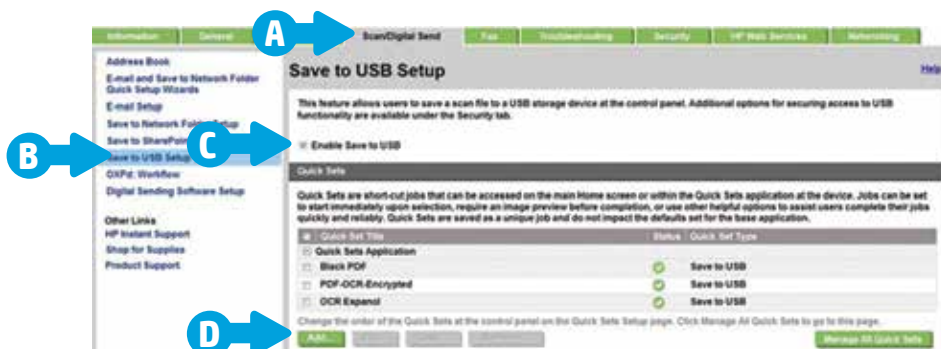 A
Information
General
Scan/Digital Send
Fax
Troubleshooting
Security
HP Web Services
Networking
Address Book
E-mail and Save to Network Folder
Quick Setup Wizards
E-mail Setup
Save to Network Folder Setup
Save to SharePoint
Save to USB Setup
OXPd: Workflow
Digital Sending Software Setup
Other Links
HP Instant Support
Shop for Supplies
Product Support
B
Save to USB Setup
Help
This feature allows users to save a scan file to a USB storage device at the control panel. Additional options for securing access to USB
functionality are available under the Security tab.
C
Enable Save to USB
Quick Sets
Quick Sets are short-cut jobs that can be accessed on the main Home screen or within the Quick Sets application at the device. Jobs can be set
to start immediately upon selection, require an image preview before completion, or use other helpful options to assist users complete their jobs
quickly and reliably. Quick Sets are saved as a unique job and do not impact the defaults set for the base application.
Quick Set Title
Status
Quick Set Type
Quick Sets Application
Black PDF
Save to USB
PDF-OCR-Encrypted
Save to USB
OCR Espanol
Save to USB
Change the order of the Quick Sets at the control panel on the Quick Sets Setup page. Click Manage All Quick Sets to go to this page.
D
Add...
Manage All Quick Sets